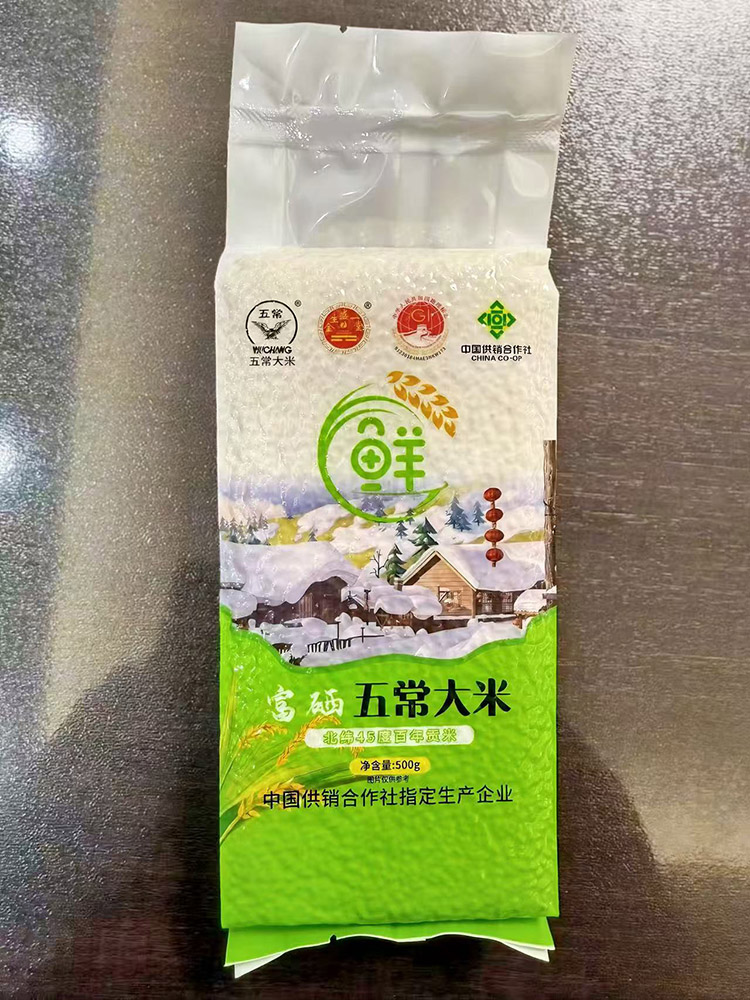 五常
WUCHANG
五常大米
®
®
GI
中国供销合作社
CHINA CO-OP
鲜
富硒 五常大米
北纬45度百年贡米
净含量:500g
图片仅供参考
中国供销合作社指定生产企业